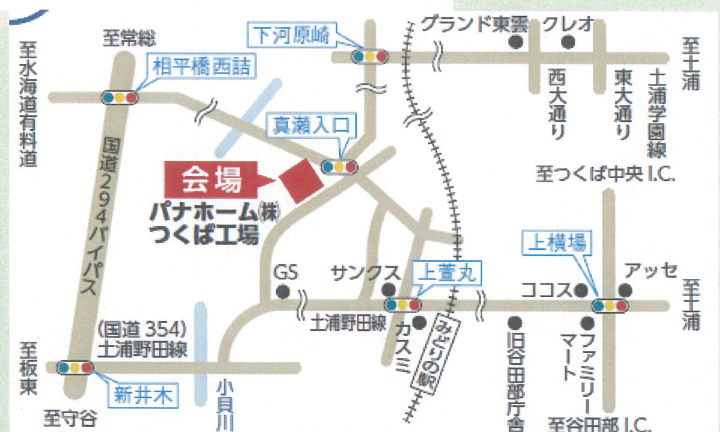 至常総
下河原崎
グランド東雲
クレオ
至土浦
至水海道有料道
相平橋西詰
西大通り
東大通り
土浦学園線
真瀬入口
国道294バイパス
会場
パナホーム㈱
つくば工場
至つくば中央I.C.
GS
サンクス
上萱丸
上横場
ココス
アッセ
至土浦
土浦野田線
カスミ
みどりの駅
(国道354)
土浦野田線
旧谷田部庁舎
ファミリー
マート
至板東
新井木
小貝川
至守谷
至谷田部I.C.